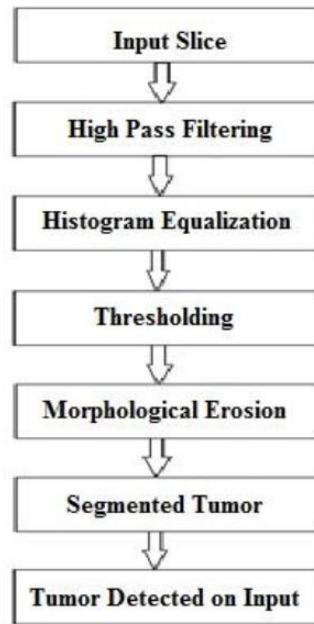 Input Slice
High Pass Filtering
Histogram Equalization
Thresholding
Morphological Erosion
Segmented Tumor
Tumor Detected on Input